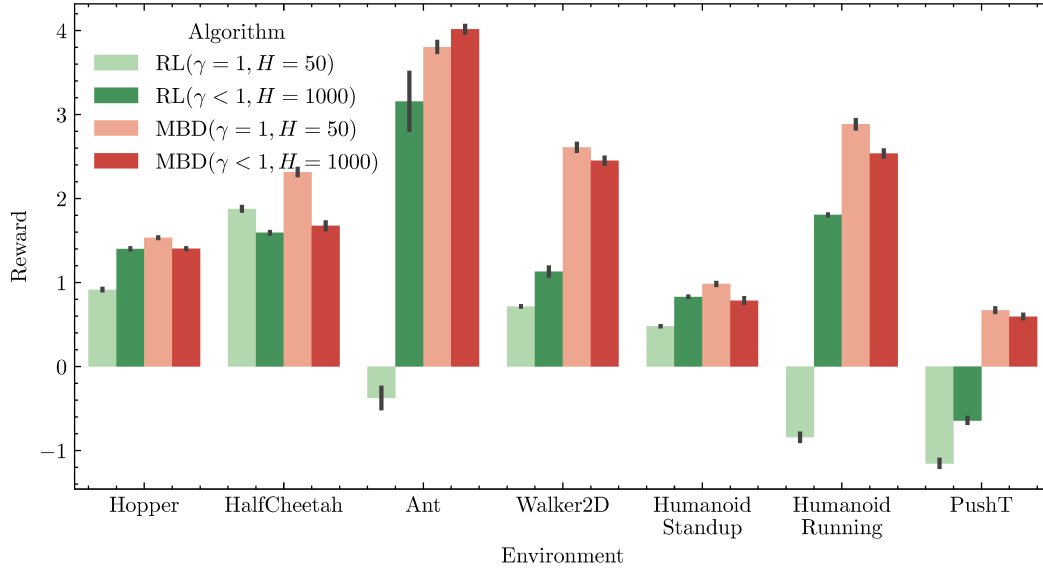 Algorithm
RL(γ = 1, H = 50)
RL(γ < 1, H = 1000)
MBD(γ = 1, H = 50)
MBD(γ < 1, H = 1000)
Reward
4
3
2
1
0
−1
Hopper
HalfCheetah
Ant
Walker2D
Humanoid
Standup
Humanoid
Running
PushT
Environment